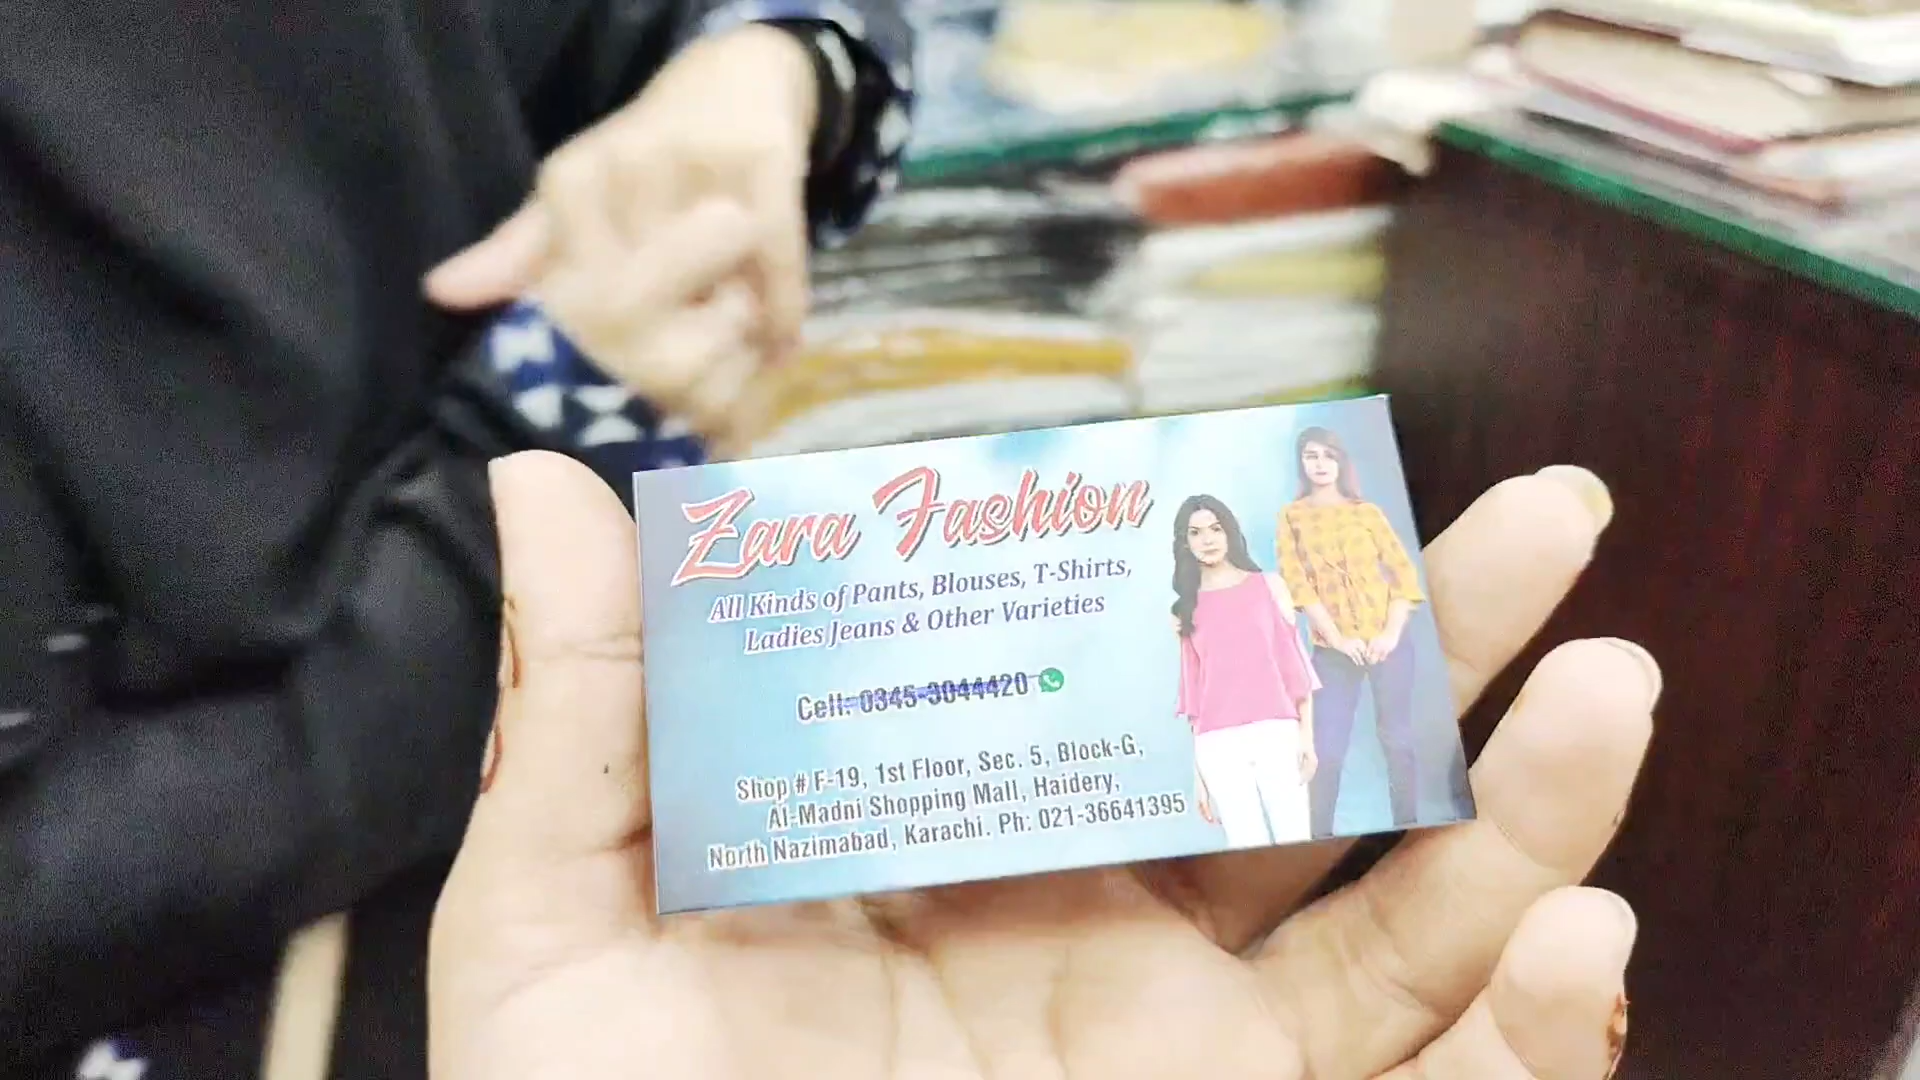 Zara Fashion
All Kinds of Pants, Blouses, T-Shirts,
Ladies Jeans & Other Varieties
Cell: 0345-3044420
Shop # F-19, 1st Floor, Sec. 5, Block-G,
Al-Madni Shopping Mall, Haidery,
North Nazimabad, Karachi. Ph: 021-36641395